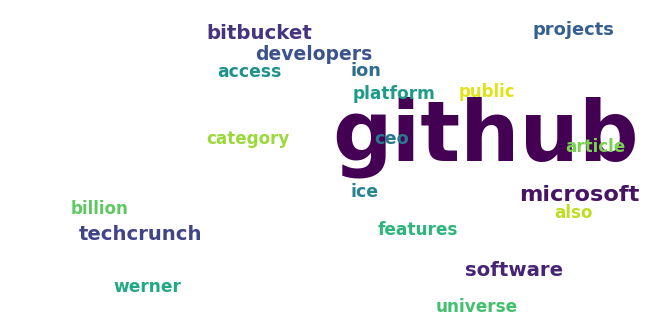 projects
bitbucket
developers
access
ion
platform
public
github
category
ceo
article
ice
microsoft
billion
also
techcrunch
features
software
werner
universe